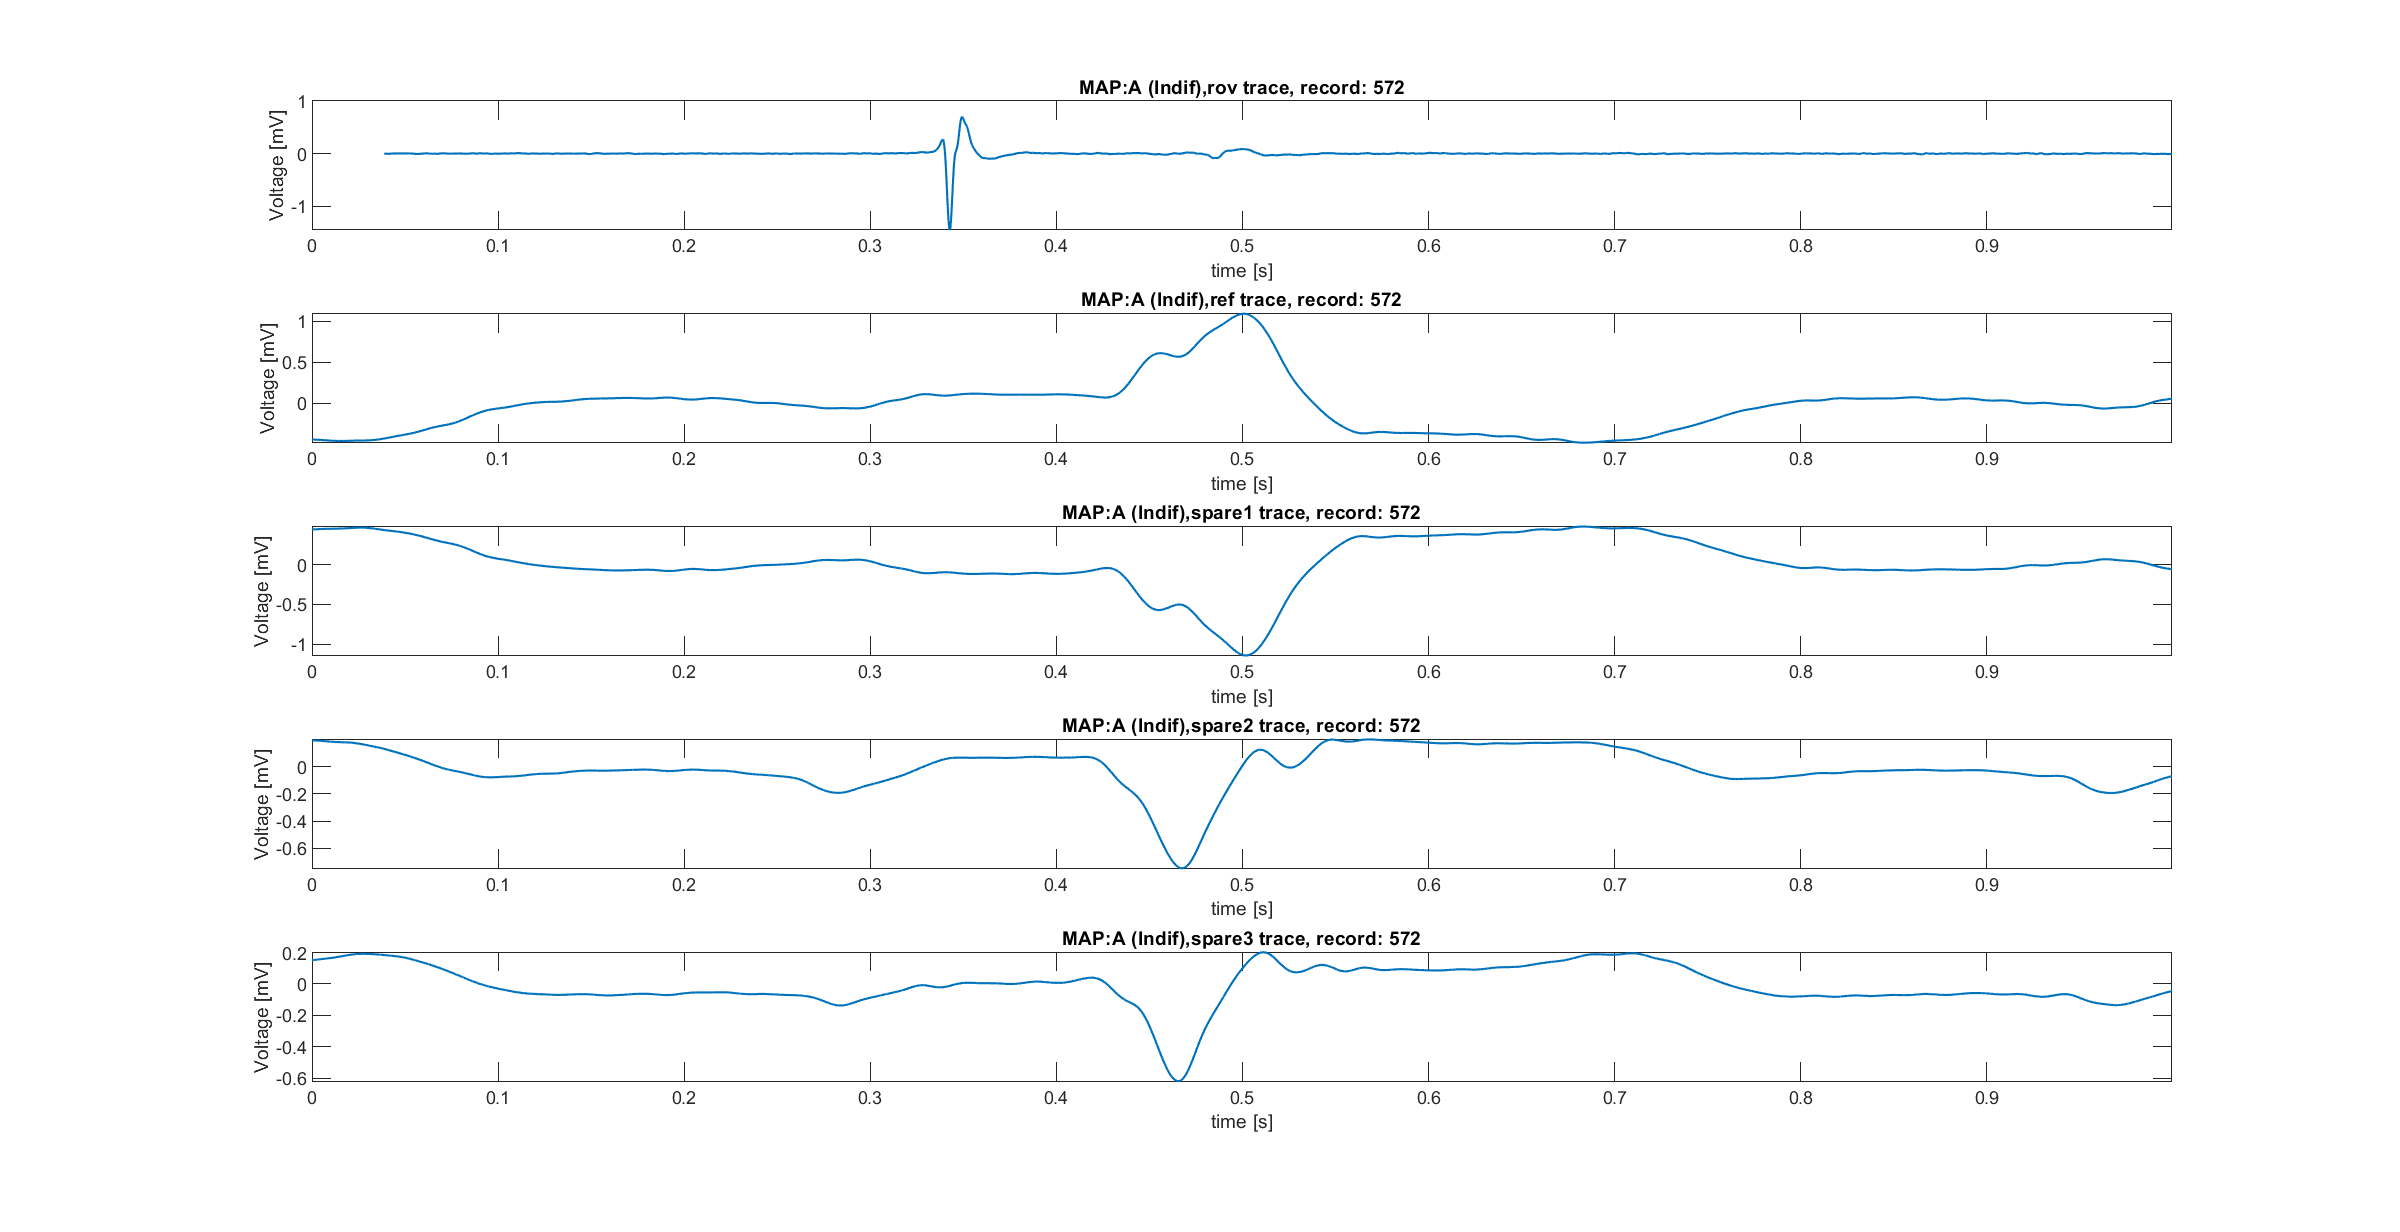 MAP:A (Indif),rov trace, record: 572
Voltage [mV]
1
0
-1
0 0.1 0.2 0.3 0.4 0.5 0.6 0.7 0.8 0.9
time [s]
MAP:A (Indif),ref trace, record: 572
Voltage [mV]
1
0.5
0
0 0.1 0.2 0.3 0.4 0.5 0.6 0.7 0.8 0.9
time [s]
MAP:A (Indif),spare1 trace, record: 572
Voltage [mV]
0
-0.5
-1
0 0.1 0.2 0.3 0.4 0.5 0.6 0.7 0.8 0.9
time [s]
MAP:A (Indif),spare2 trace, record: 572
Voltage [mV]
0
-0.2
-0.4
-0.6
0 0.1 0.2 0.3 0.4 0.5 0.6 0.7 0.8 0.9
time [s]
MAP:A (Indif),spare3 trace, record: 572
Voltage [mV]
0.2
0
-0.2
-0.4
-0.6
0 0.1 0.2 0.3 0.4 0.5 0.6 0.7 0.8 0.9
time [s]